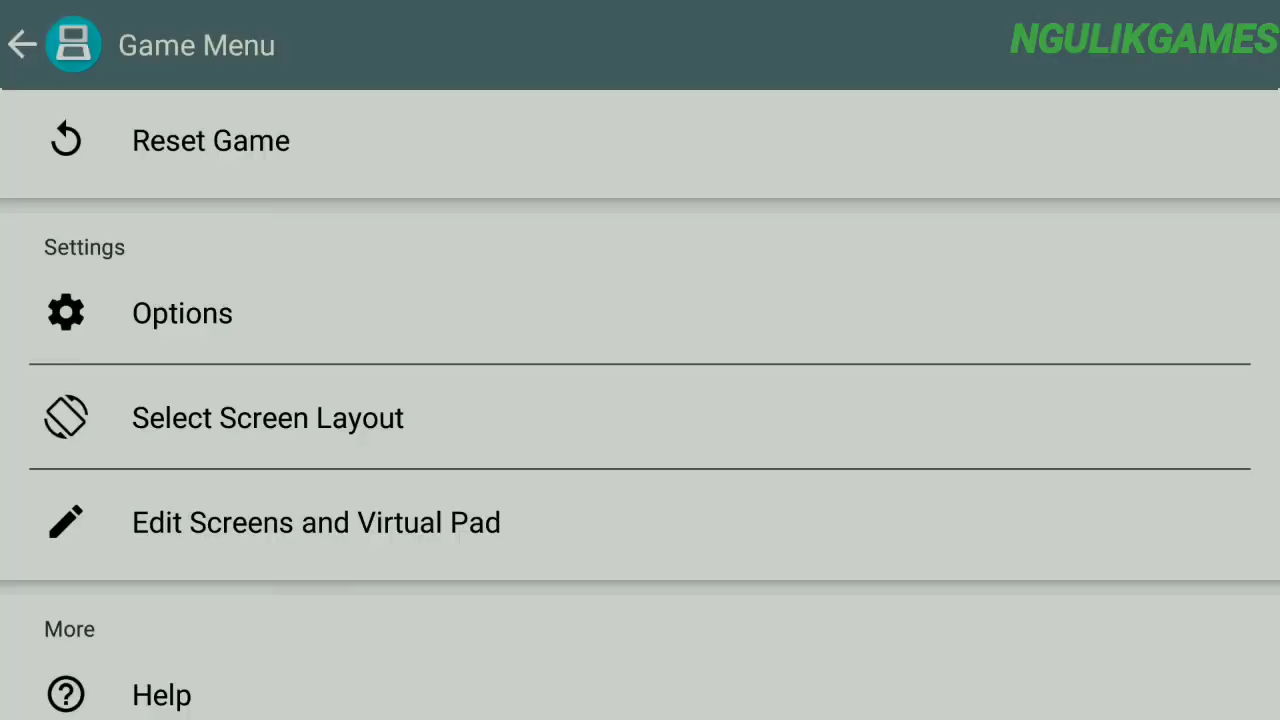 Game Menu
NGULIKGAMES
Reset Game
Settings
Options
Select Screen Layout
Edit Screens and Virtual Pad
More
Help